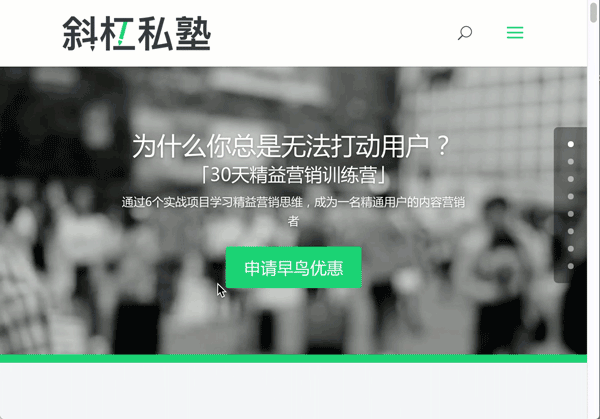 斜杠私塾
为什么你总是无法打动用户？
「30天精益营销训练营」
通过6个实战项目学习精益营销思维，成为一名精通用户的内容营销
者
申请早鸟优惠